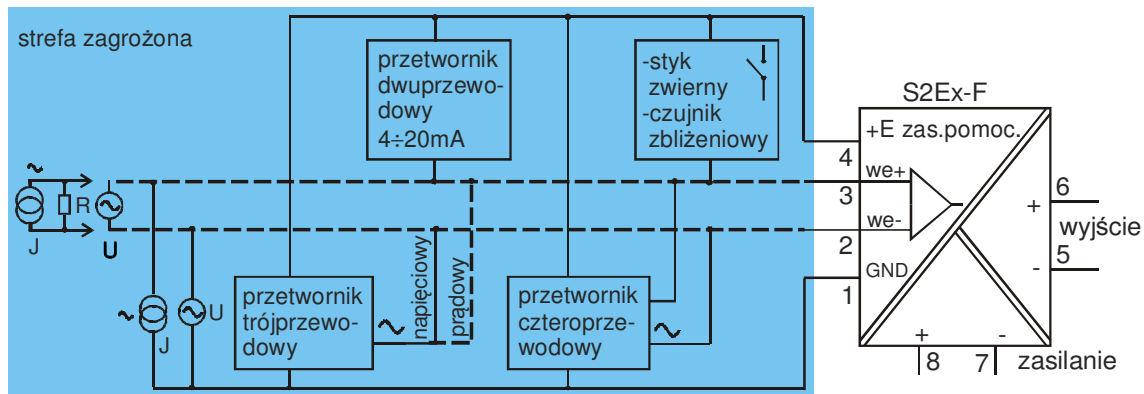 strefa zagrożona
przetwornik
dwuprzewo-
dowy
4÷20mA
-styk
zwierny
-czujnik
zbliżeniowy
S2Ex-F
+E zas.pomoc.
4
we+
3
we-
2
GND
1
6
+
wyjście
5
-
+
-
8
7
zasilanie
~
R
J
U
~
J
U
przetwornik
trójprzewo-
dowy
napięciowy
prądowy
przetwornik
czteroprze-
wodowy